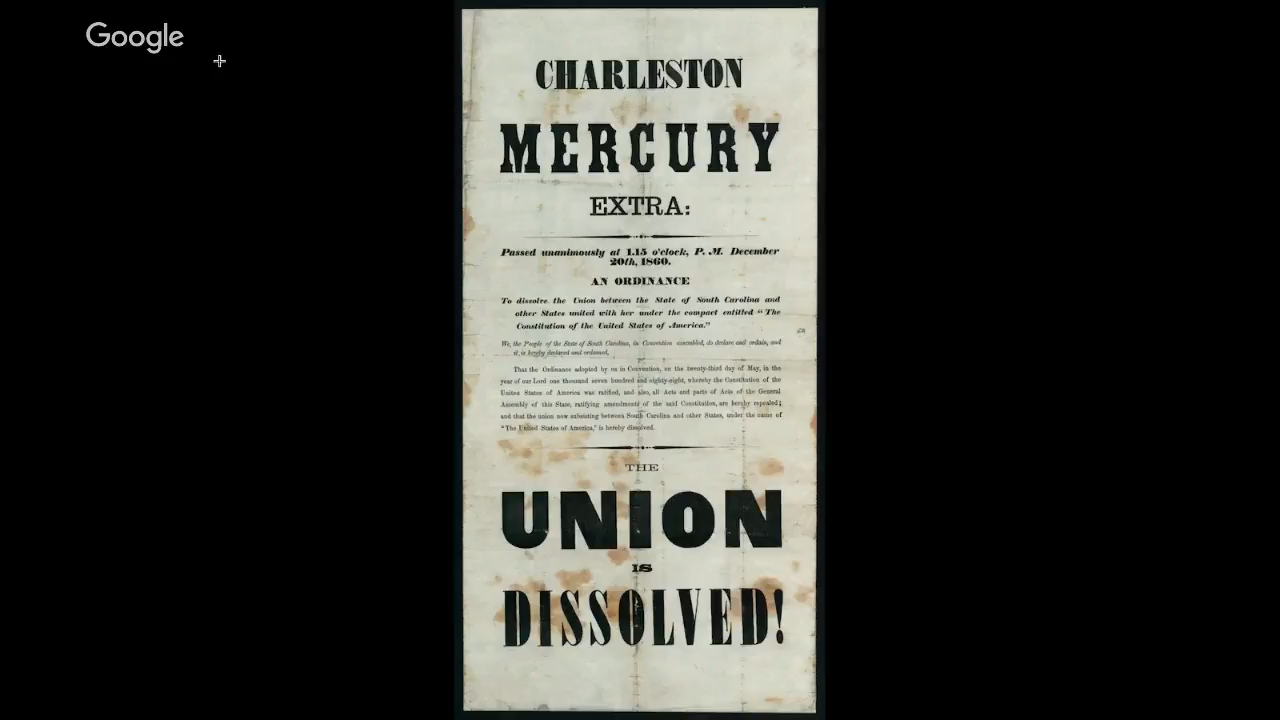 Google
CHARLESTON
MERCURY
EXTRA:
Passed unanimously at 1.15 o'clock, P. M. December
20th, 1860.
AN ORDINANCE
To dissolve the Union between the State of South Carolina and
other States united with her under the compact entitled "The
Constitution of the United States of America."
We, the People of the State of South Carolina, in Convention assembled, do declare and ordain, and
it is hereby declared and ordained,
That the Ordinance adopted by us in Convention, on the twenty-third day of May, in the
year of our Lord one thousand seven hundred and eighty-eight, whereby the Constitution of the
United States of America was ratified, and also, all Acts and parts of Acts of the General
Assembly of this State, ratifying amendments of the said Constitution, are hereby repealed;
and that the union now subsisting between South Carolina and other States, under the name of
"The United States of America," is hereby dissolved.
THE
UNION
IS
DISSOLVED!